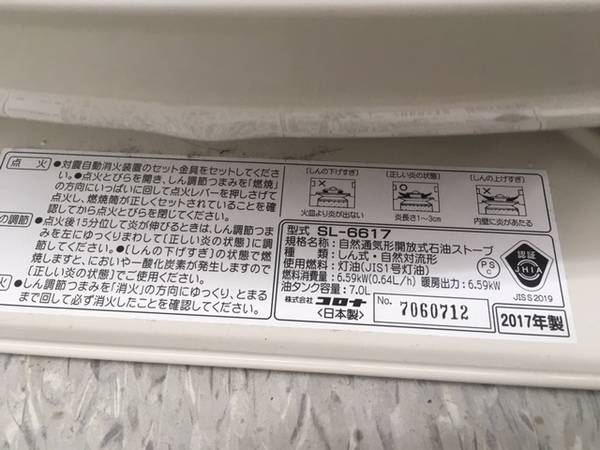 点火
●対震自動消火装置のセット金具をセットしてくださ
い。●点火とびらを開き、しん調節つまみを「燃焼」
の方向にいっぱいに回して点火レバーを押しさげて
点火し、燃焼筒が正しくセットされていることを確
認してから点火とびらを閉じてください。
の調節
●点火後15分位して炎が伸びるときは、しん調節つま
みを左にゆっくりまわして【正しい炎の状態】に調
節してください。●【しんの下げすぎ】の状態で燃
焼しますと、においや一酸化炭素が発生しますので
【正しい炎の状態】でご使用ください。
火
●しん調節つまみを「消火」の方向にゆっくり、とまる
まで回して必ず消火したことを確認してください。
【しんの下げすぎ】
火皿より炎が出ない
【正しい炎の状態】
炎長さ1~3cm
【しんの上げすぎ】
内壁に炎があたる
型式 SL-6617
規格名称:自然通気形開放式石油ストーブ
種類:しん式・自然対流形
使用燃料:灯油(JIS1号灯油)
燃料消費量:6.59kW(0.64L/h) 暖房出力:6.59kW
油タンク容量:7.0L
株式会社 コロナ
<日本製>
No. 7060712
2017年製
PSC
認証
JHIA
JIS S 2019